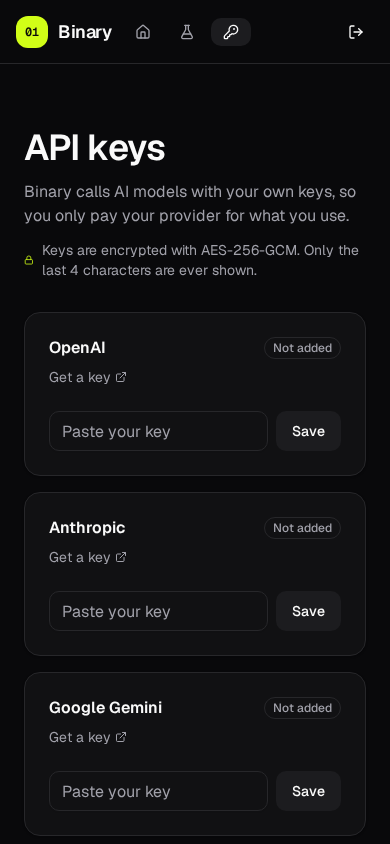 01 Binary
API keys
Binary calls AI models with your own keys, so
you only pay your provider for what you use.
Keys are encrypted with AES-256-GCM. Only the
last 4 characters are ever shown.
OpenAI Not added
Get a key
Paste your key Save
Anthropic Not added
Get a key
Paste your key Save
Google Gemini Not added
Get a key
Paste your key Save